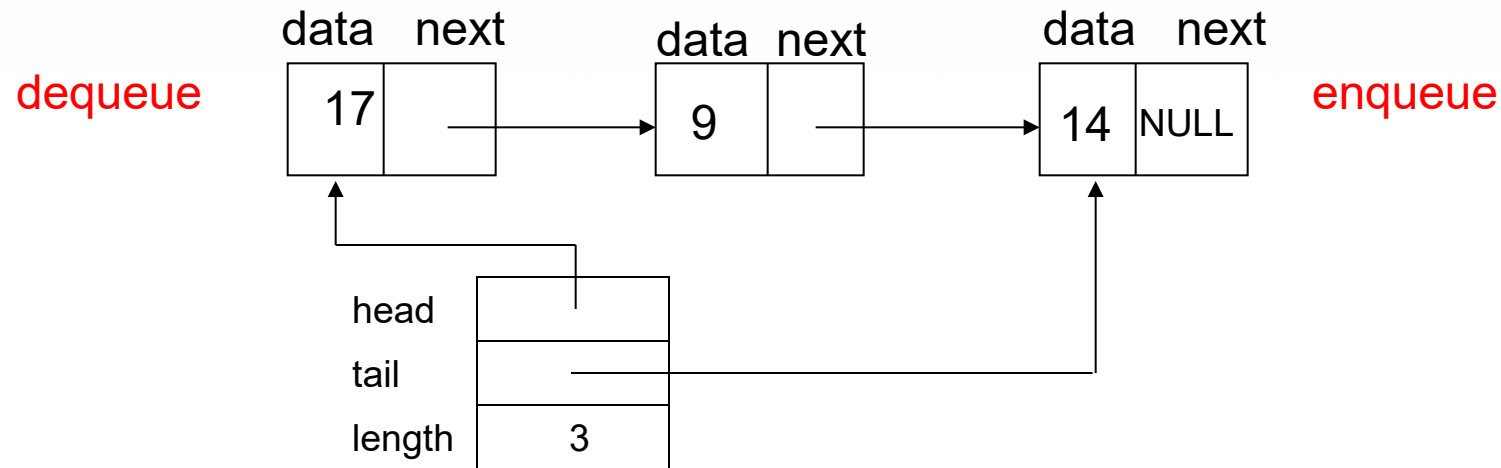 data next
data next
data next
dequeue
17
9
14 NULL
enqueue
head
tail
length 3